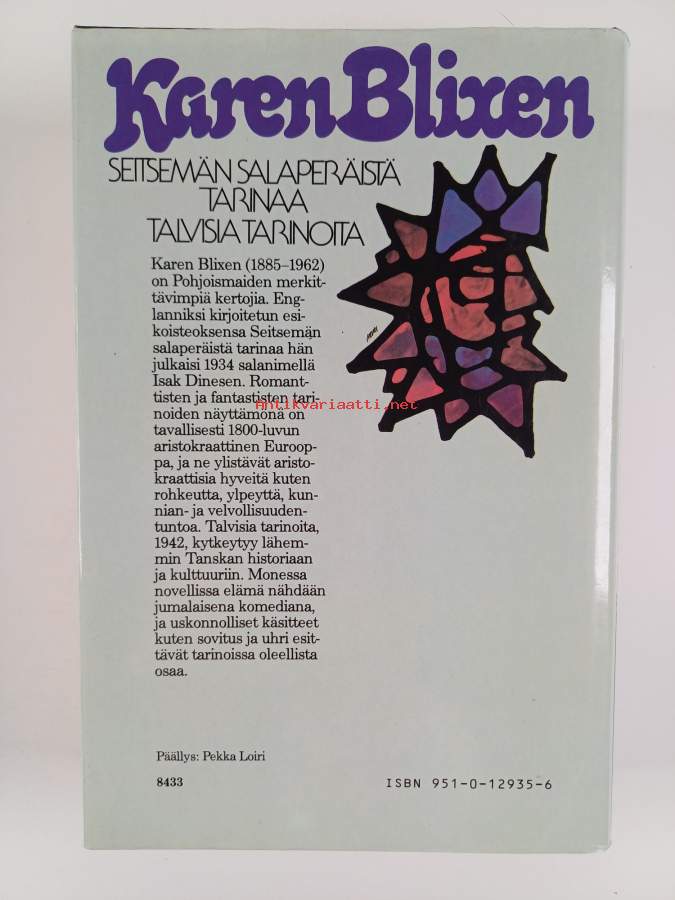 Karen Blixen
SEITSEMÄN SALAPERÄISTÄ
TARINAA
TALVISIA TARINOITA
Karen Blixen (1885–1962)
on Pohjoismaiden merkit-
tävimpiä kertojia. Eng-
lanniksi kirjoitetun esi-
koisteoksensa Seitsemän
salaperäistä tarinaa hän
julkaisi 1934 salanimellä
Isak Dinesen. Romant-
tisten ja fantastisten tari-
noiden näyttämönä on
tavallisesti 1800-luvun
aristokraattinen Euroop-
pa, ja ne ylistävät aristo-
kraattisia hyveitä kuten
rohkeutta, ylpeyttä, kun-
nian- ja velvollisuuden-
tuntoa. Talvisia tarinoita,
1942, kytkeytyy lähem-
min Tanskan historiaan
ja kulttuuriin. Monessa
novellissa elämä nähdään
jumalaisena komediana,
ja uskonnolliset käsitteet
kuten sovitus ja uhri esit-
tävät tarinoissa oleellista
osaa.
Antikvariaatti.net
Päällys: Pekka Loiri
8433
ISBN 951-0-12935-6